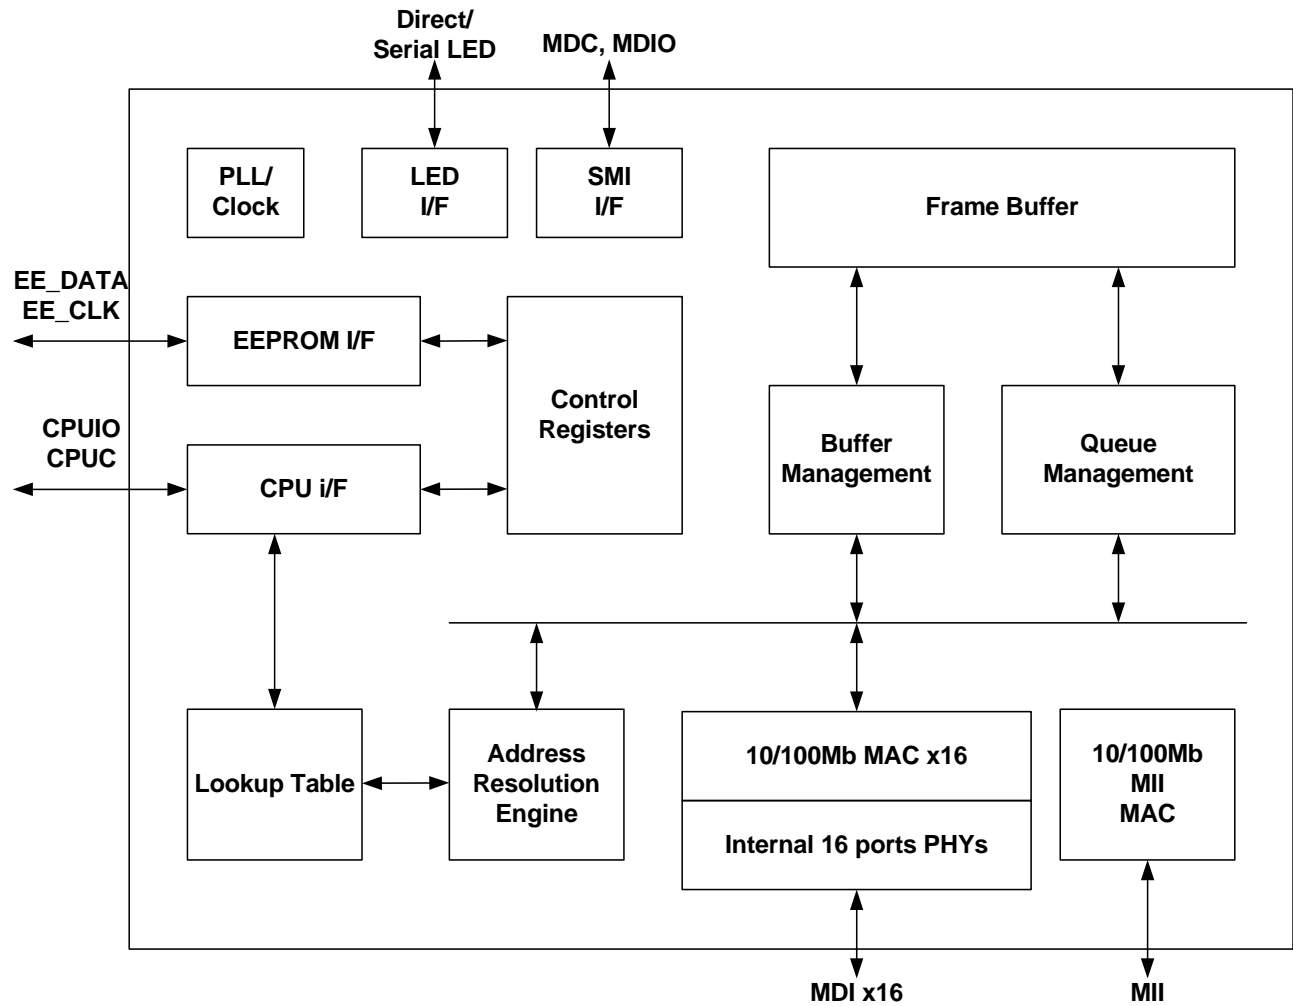 Direct/
Serial LED
MDC, MDIO
PLL/
Clock
LED
I/F
SMI
I/F
Frame Buffer
EE_DATA
EE_CLK
EEPROM I/F
Control
Registers
CPUIO
CPUC
CPU i/F
Buffer
Management
Queue
Management
Lookup Table
Address
Resolution
Engine
10/100Mb MAC x16
Internal 16 ports PHYs
10/100Mb
MII
MAC
MDI x16
MII